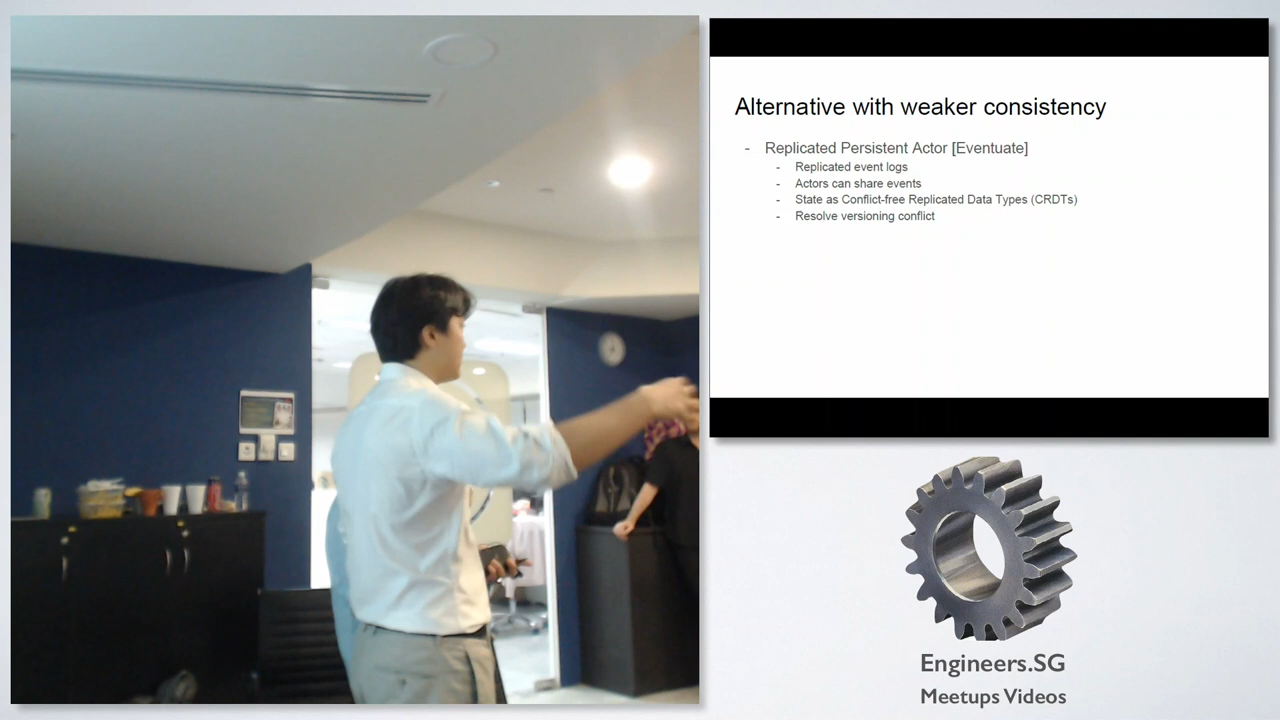 Alternative with weaker consistency
- Replicated Persistent Actor [Eventuate]
- Replicated event logs
- Actors can share events
- State as Conflict-free Replicated Data Types (CRDTs)
- Resolve versioning conflict
Engineers.SG
Meetups Videos